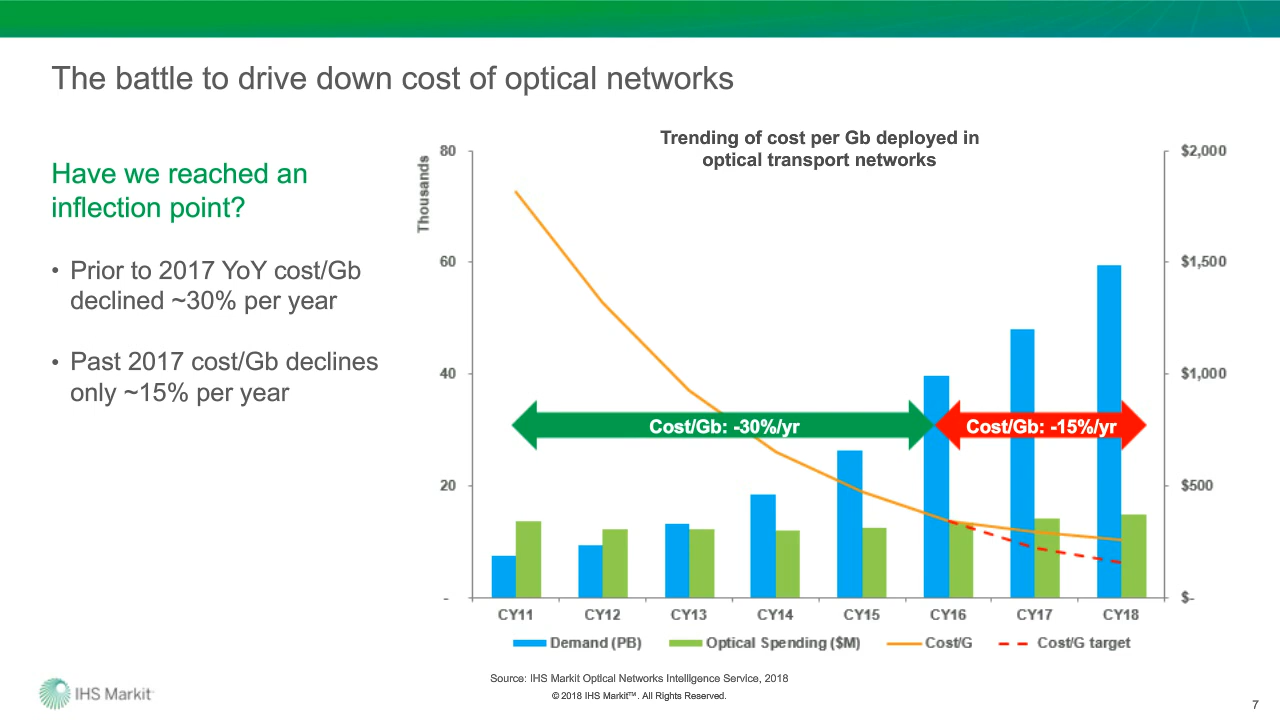 The battle to drive down cost of optical networks
Have we reached an
inflection point?
• Prior to 2017 YoY cost/Gb
declined ~30% per year
• Past 2017 cost/Gb declines
only ~15% per year
Trending of cost per Gb deployed in
optical transport networks
Thousands
80
60
40
20
-
$2,000
$1,500
$1,000
$500
$-
Cost/Gb: -30%/yr
Cost/Gb: -15%/yr
CY11 CY12 CY13 CY14 CY15 CY16 CY17 CY18
Demand (PB) Optical Spending ($M) Cost/G Cost/G target
Source: IHS Markit Optical Networks Intelligence Service, 2018
© 2018 IHS Markit™. All Rights Reserved.
IHS Markit™
7